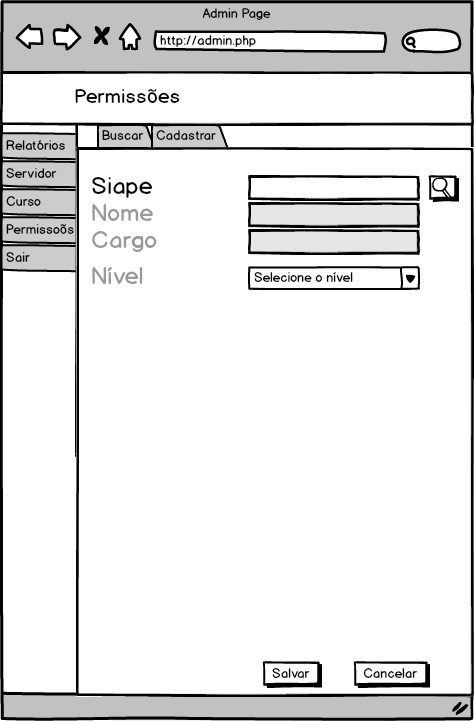 Admin Page
http://admin.php
Permissões
Buscar
Cadastrar
Relatórios
Servidor
Curso
Permissoõs
Sair
Siape
Nome
Cargo
Nível
Selecione o nível
Salvar
Cancelar